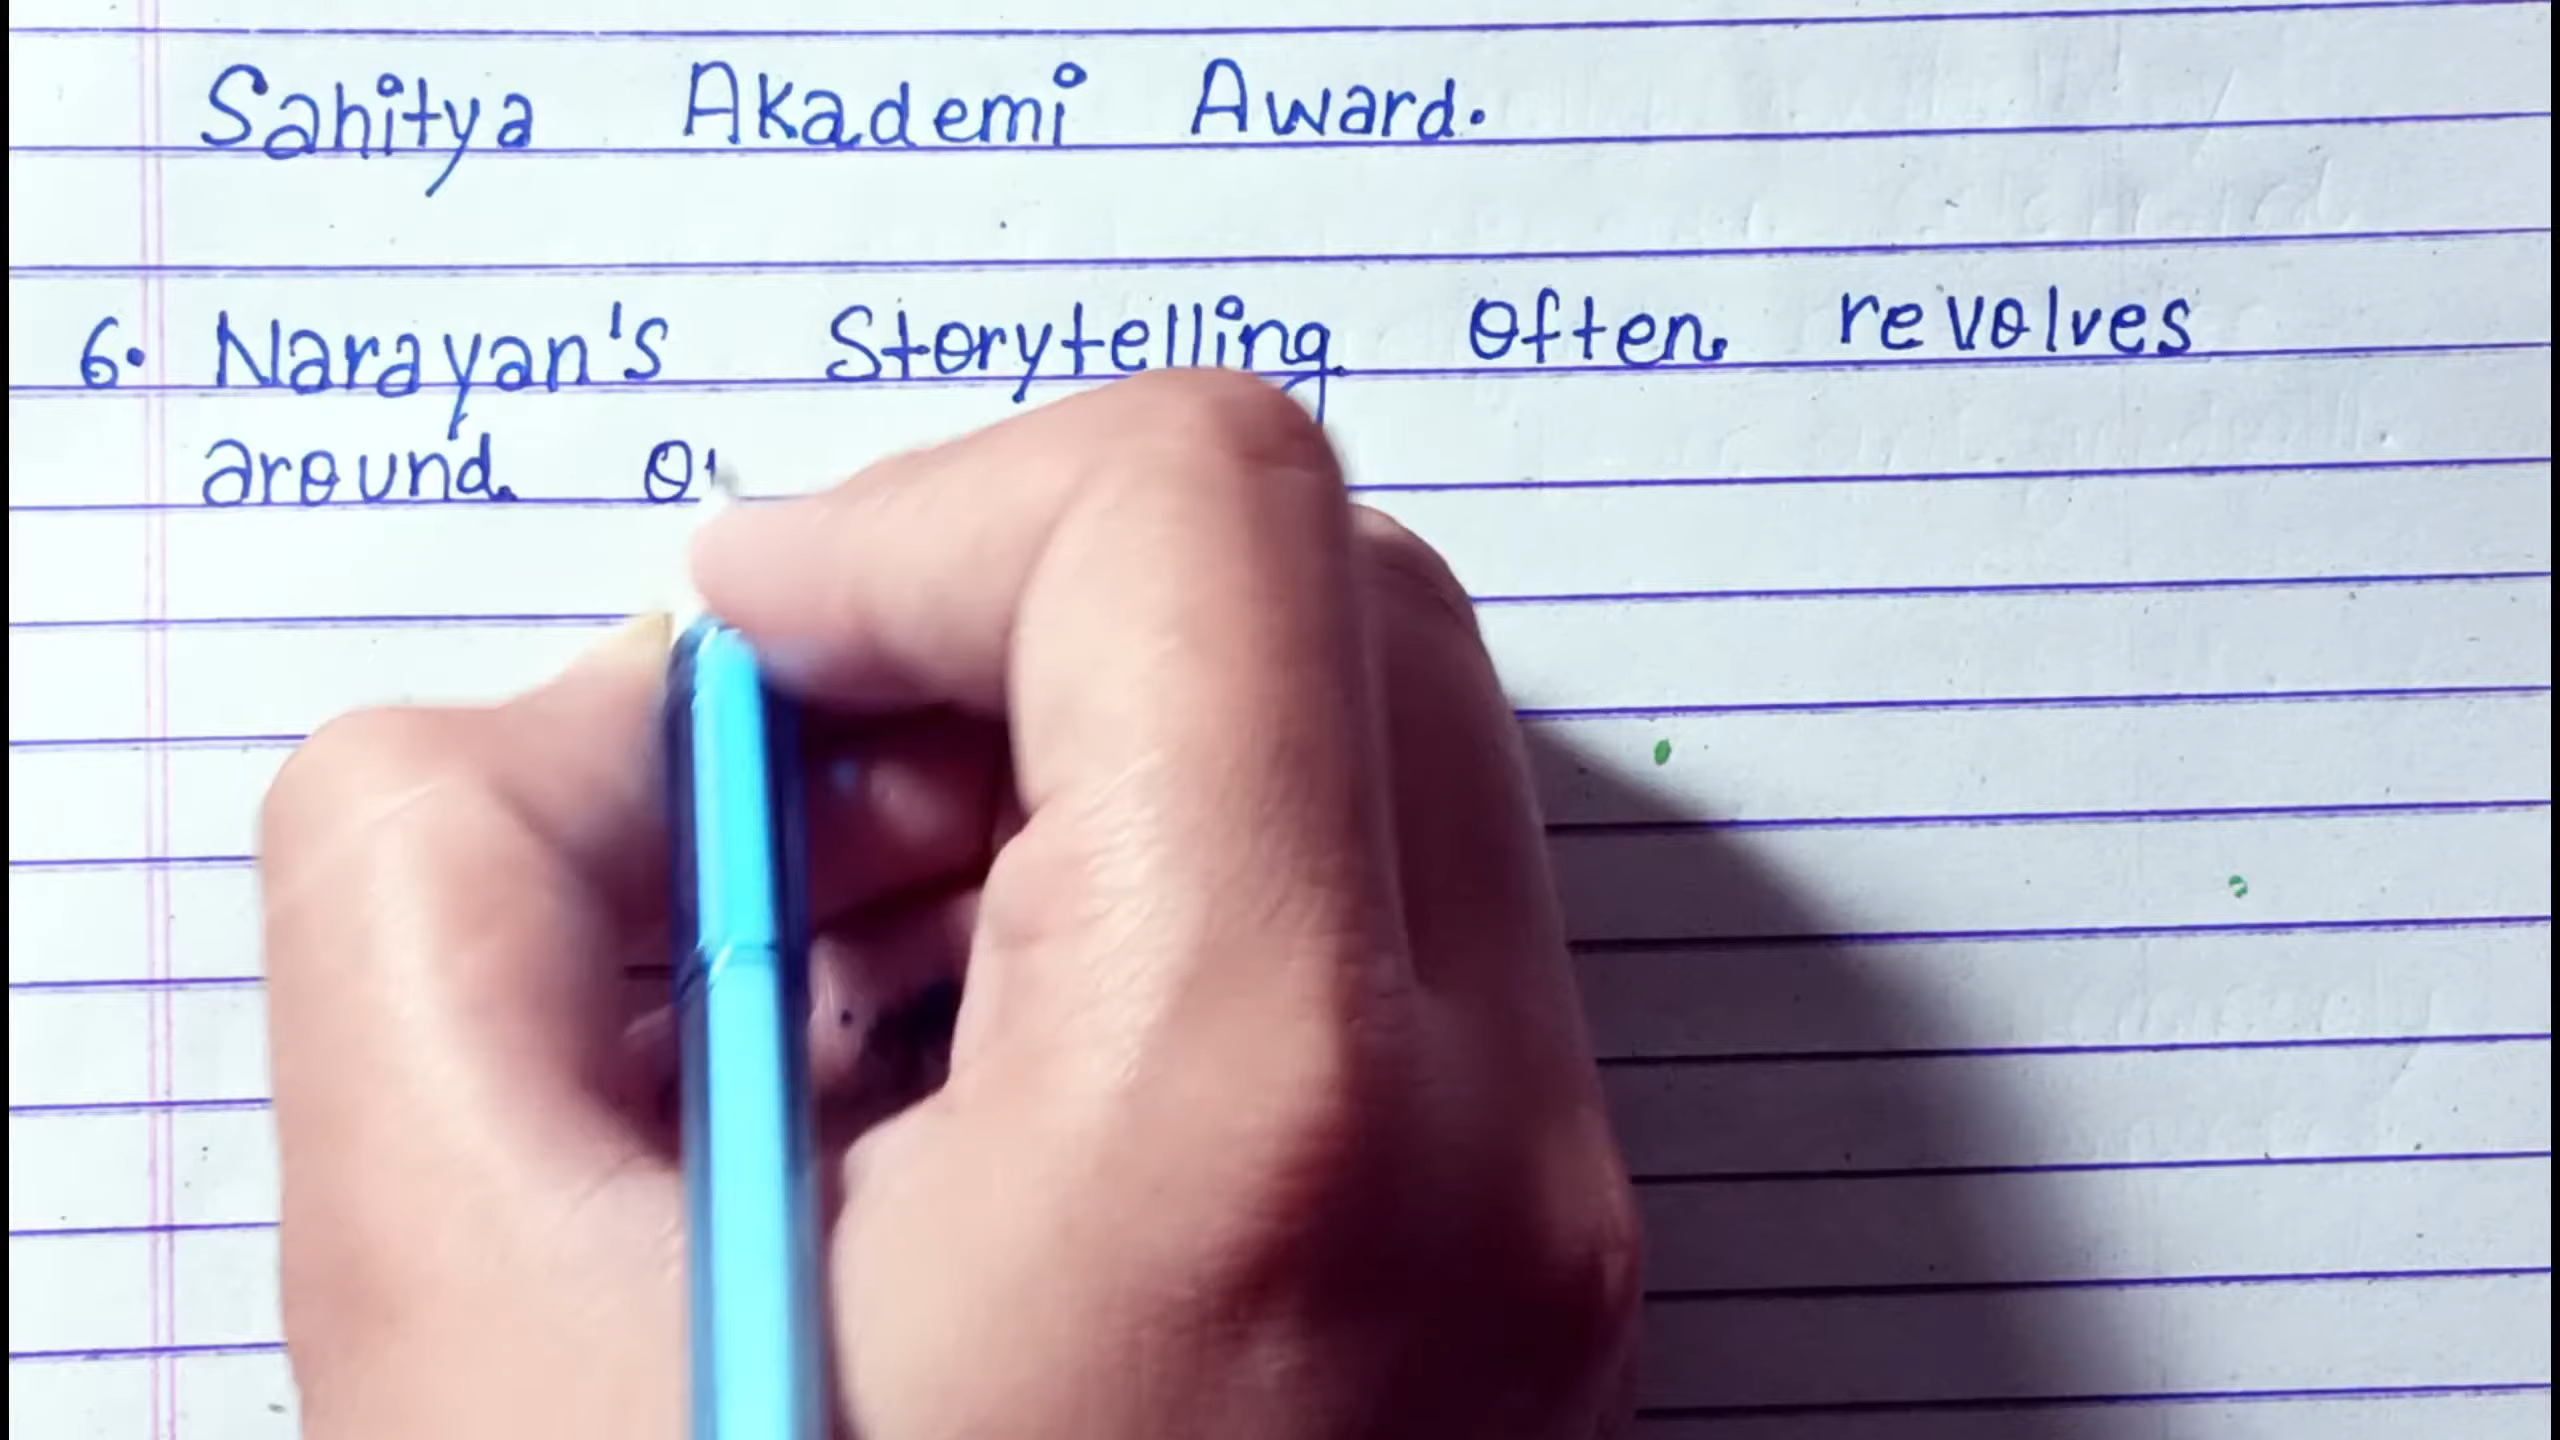 Sahitya Akademi Award.
6. Narayan's Storytelling often revolves
around